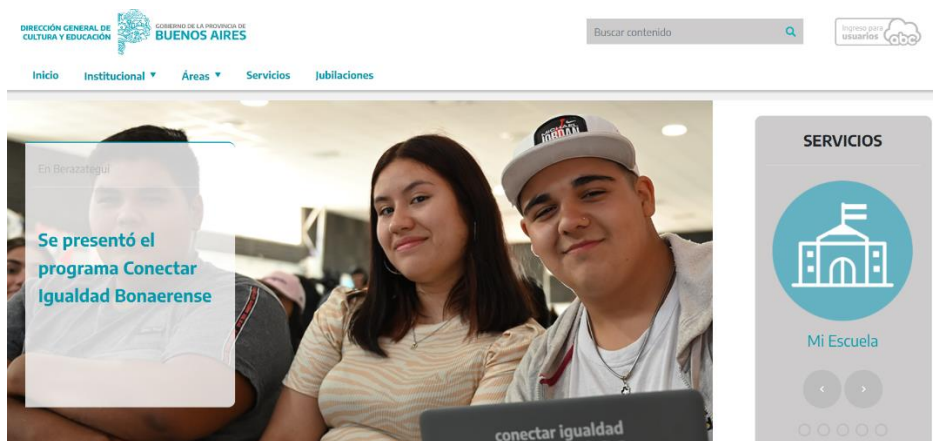 DIRECCIÓN GENERAL DE
CULTURA Y EDUCACIÓN
GOBIERNO DE LA PROVINCIA DE
BUENOS AIRES
Buscar contenido
Ingreso para
usuarios abc
Inicio Institucional Áreas Servicios Jubilaciones
En Berazategui
Se presentó el
programa Conectar
Igualdad Bonaerense
JORDAN
conectar igualdad
SERVICIOS
Mi Escuela